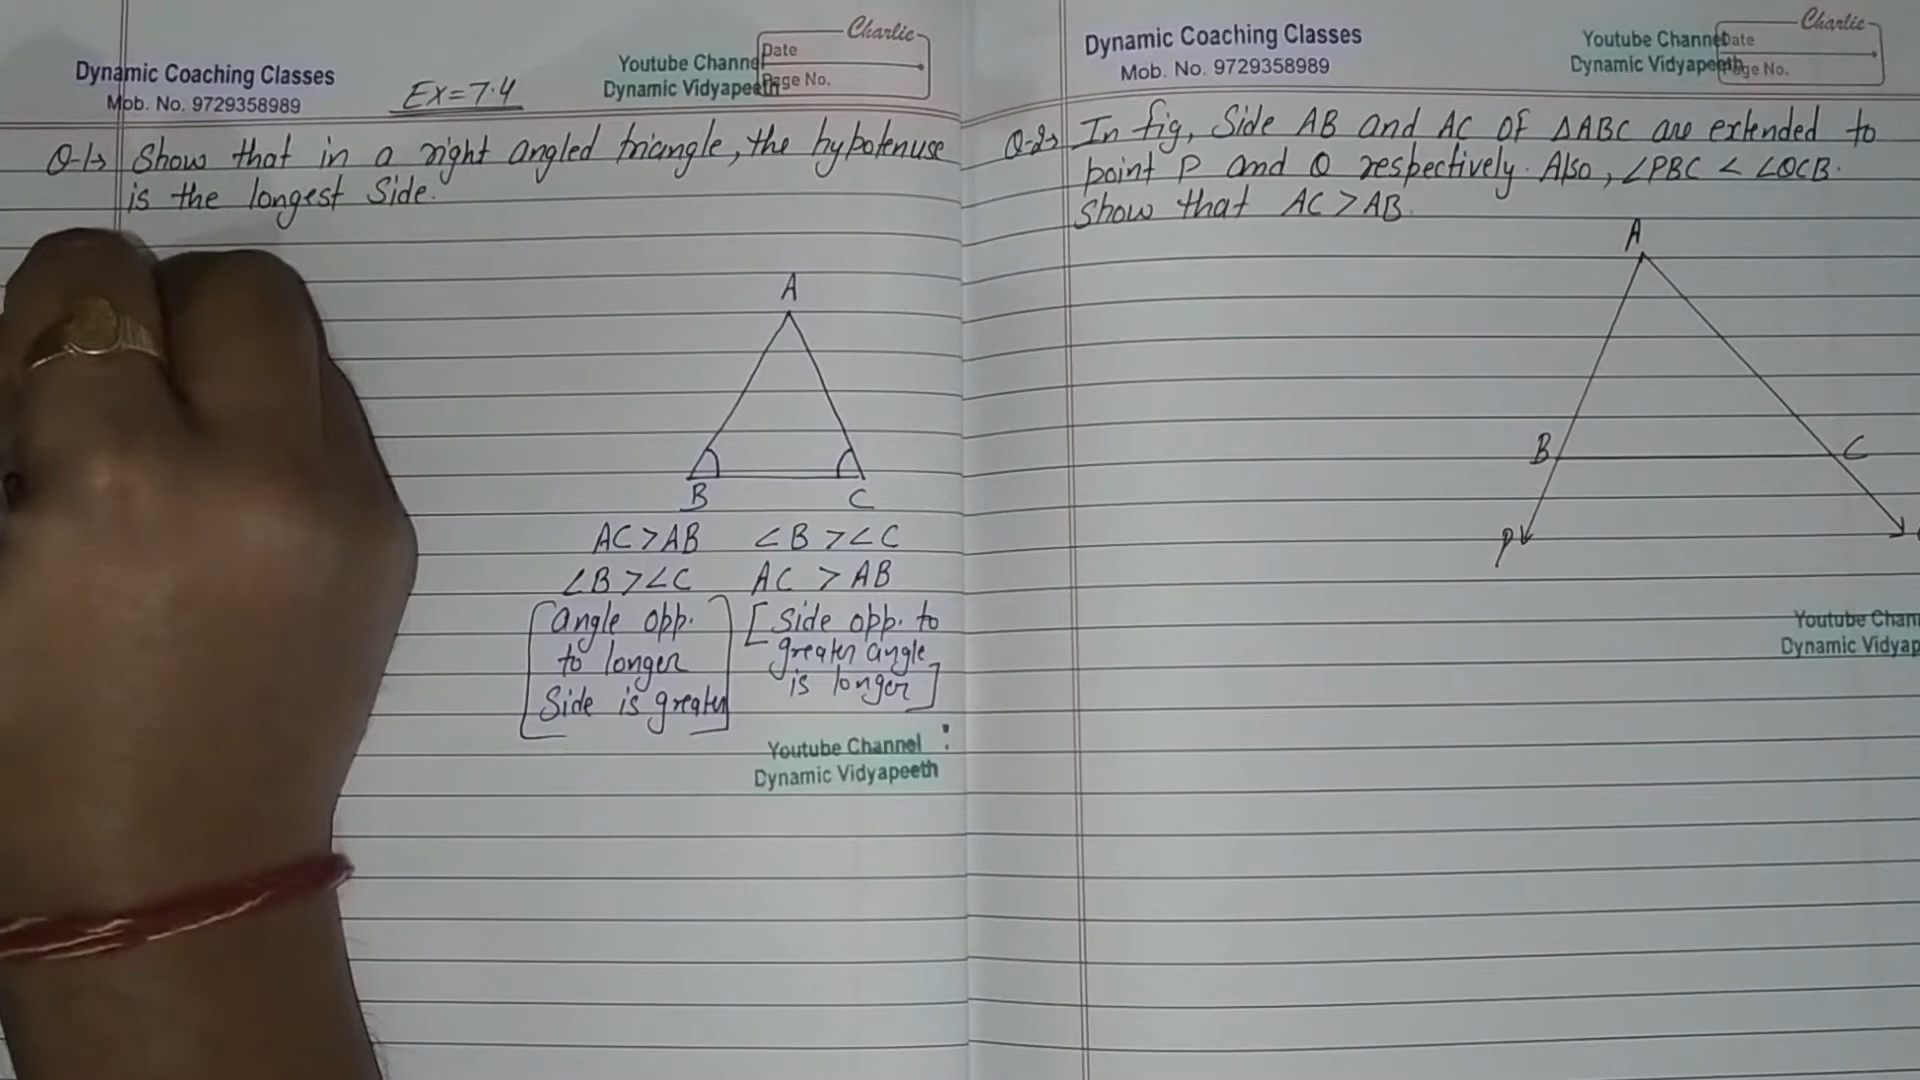 Dynamic Coaching Classes
Mob. No. 9729358989
Ex=7.4
Youtube Channel
Dynamic Vidyapeeth
Charlie
Date
Page No.
Q-1→ Show that in a right angled triangle, the hypotenuse
is the longest Side.
A
B C
AC > AB ∠B > ∠C
∠B > ∠C AC > AB
[angle opp.
to longer
Side is greater]
[Side opp. to
greater angle
is longer]
Youtube Channel :
Dynamic Vidyapeeth
Dynamic Coaching Classes
Mob. No. 9729358989
Youtube Channel
Dynamic Vidyapeeth
Charlie
Date
Page No.
Q-2→ In fig, Side AB and AC of ΔABC are extended to
point P and Q respectively. Also, ∠PBC < ∠QCB.
Show that AC > AB.
A
B C
P
Youtube Chan
Dynamic Vidyap